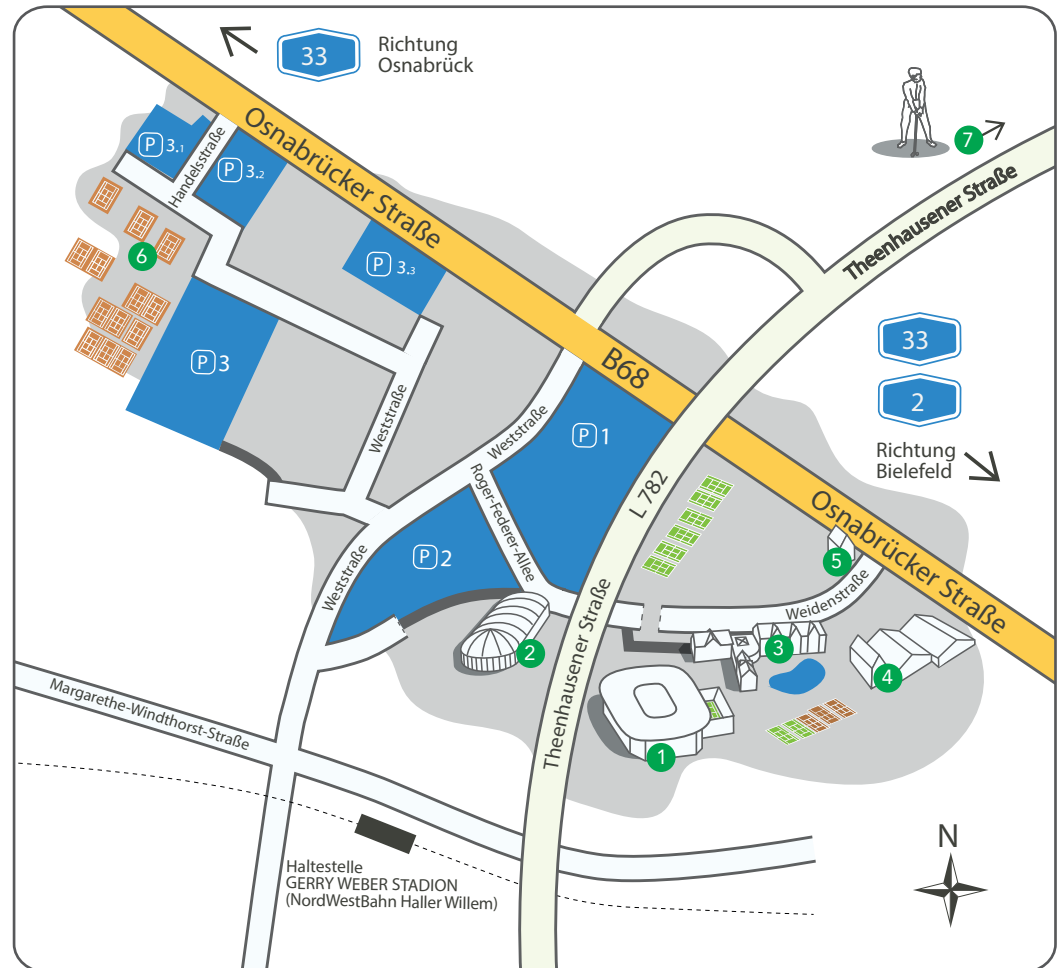 33
Richtung
Osnabrück
Osnabrücker Straße
7
P 3.1
Handelsstraße
P 3.2
Theenhausener Straße
6
P 3.3
33
B68
2
P 3
Weststraße
Weststraße
P 1
Richtung
Bielefeld
Roger-Federer-Allee
L 782
Osnabrücker Straße
P 2
5
Weststraße
Weidenstraße
2
3
4
Theenhausener Straße
Margarethe-Windthorst-Straße
1
N
Haltestelle
GERRY WEBER STADION
(NordWestBahn Haller Willem)